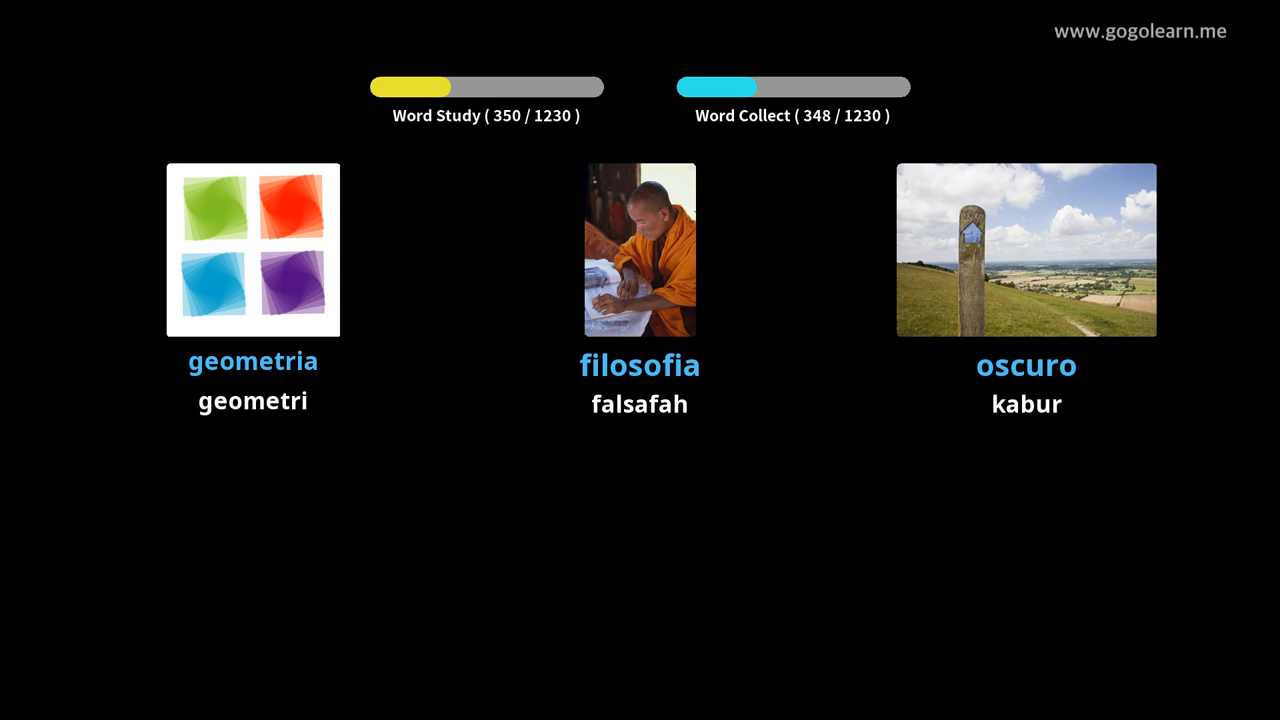 www.gogolearn.me
Word Study ( 350 / 1230 )
Word Collect ( 348 / 1230 )
geometria
geometri
filosofia
falsafah
oscuro
kabur